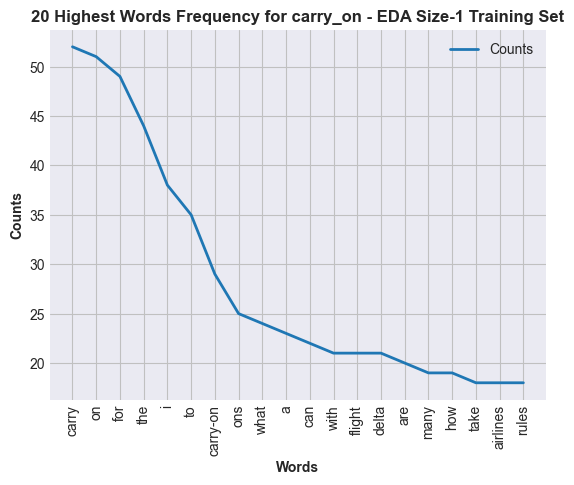 20 Highest Words Frequency for carry_on - EDA Size-1 Training Set
Counts
Counts
50
45
40
35
30
25
20
carry
on
for
the
i
to
carry-on
ons
what
a
can
with
flight
delta
are
many
how
take
airlines
rules
Words